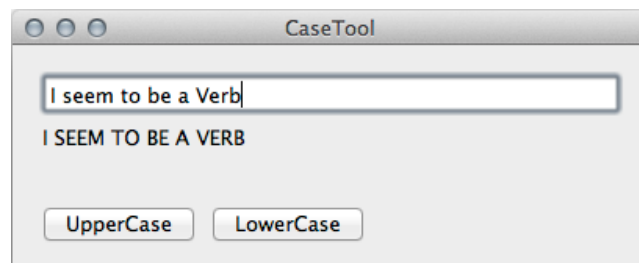 CaseTool
I seem to be a Verb
I SEEM TO BE A VERB
UpperCase LowerCase